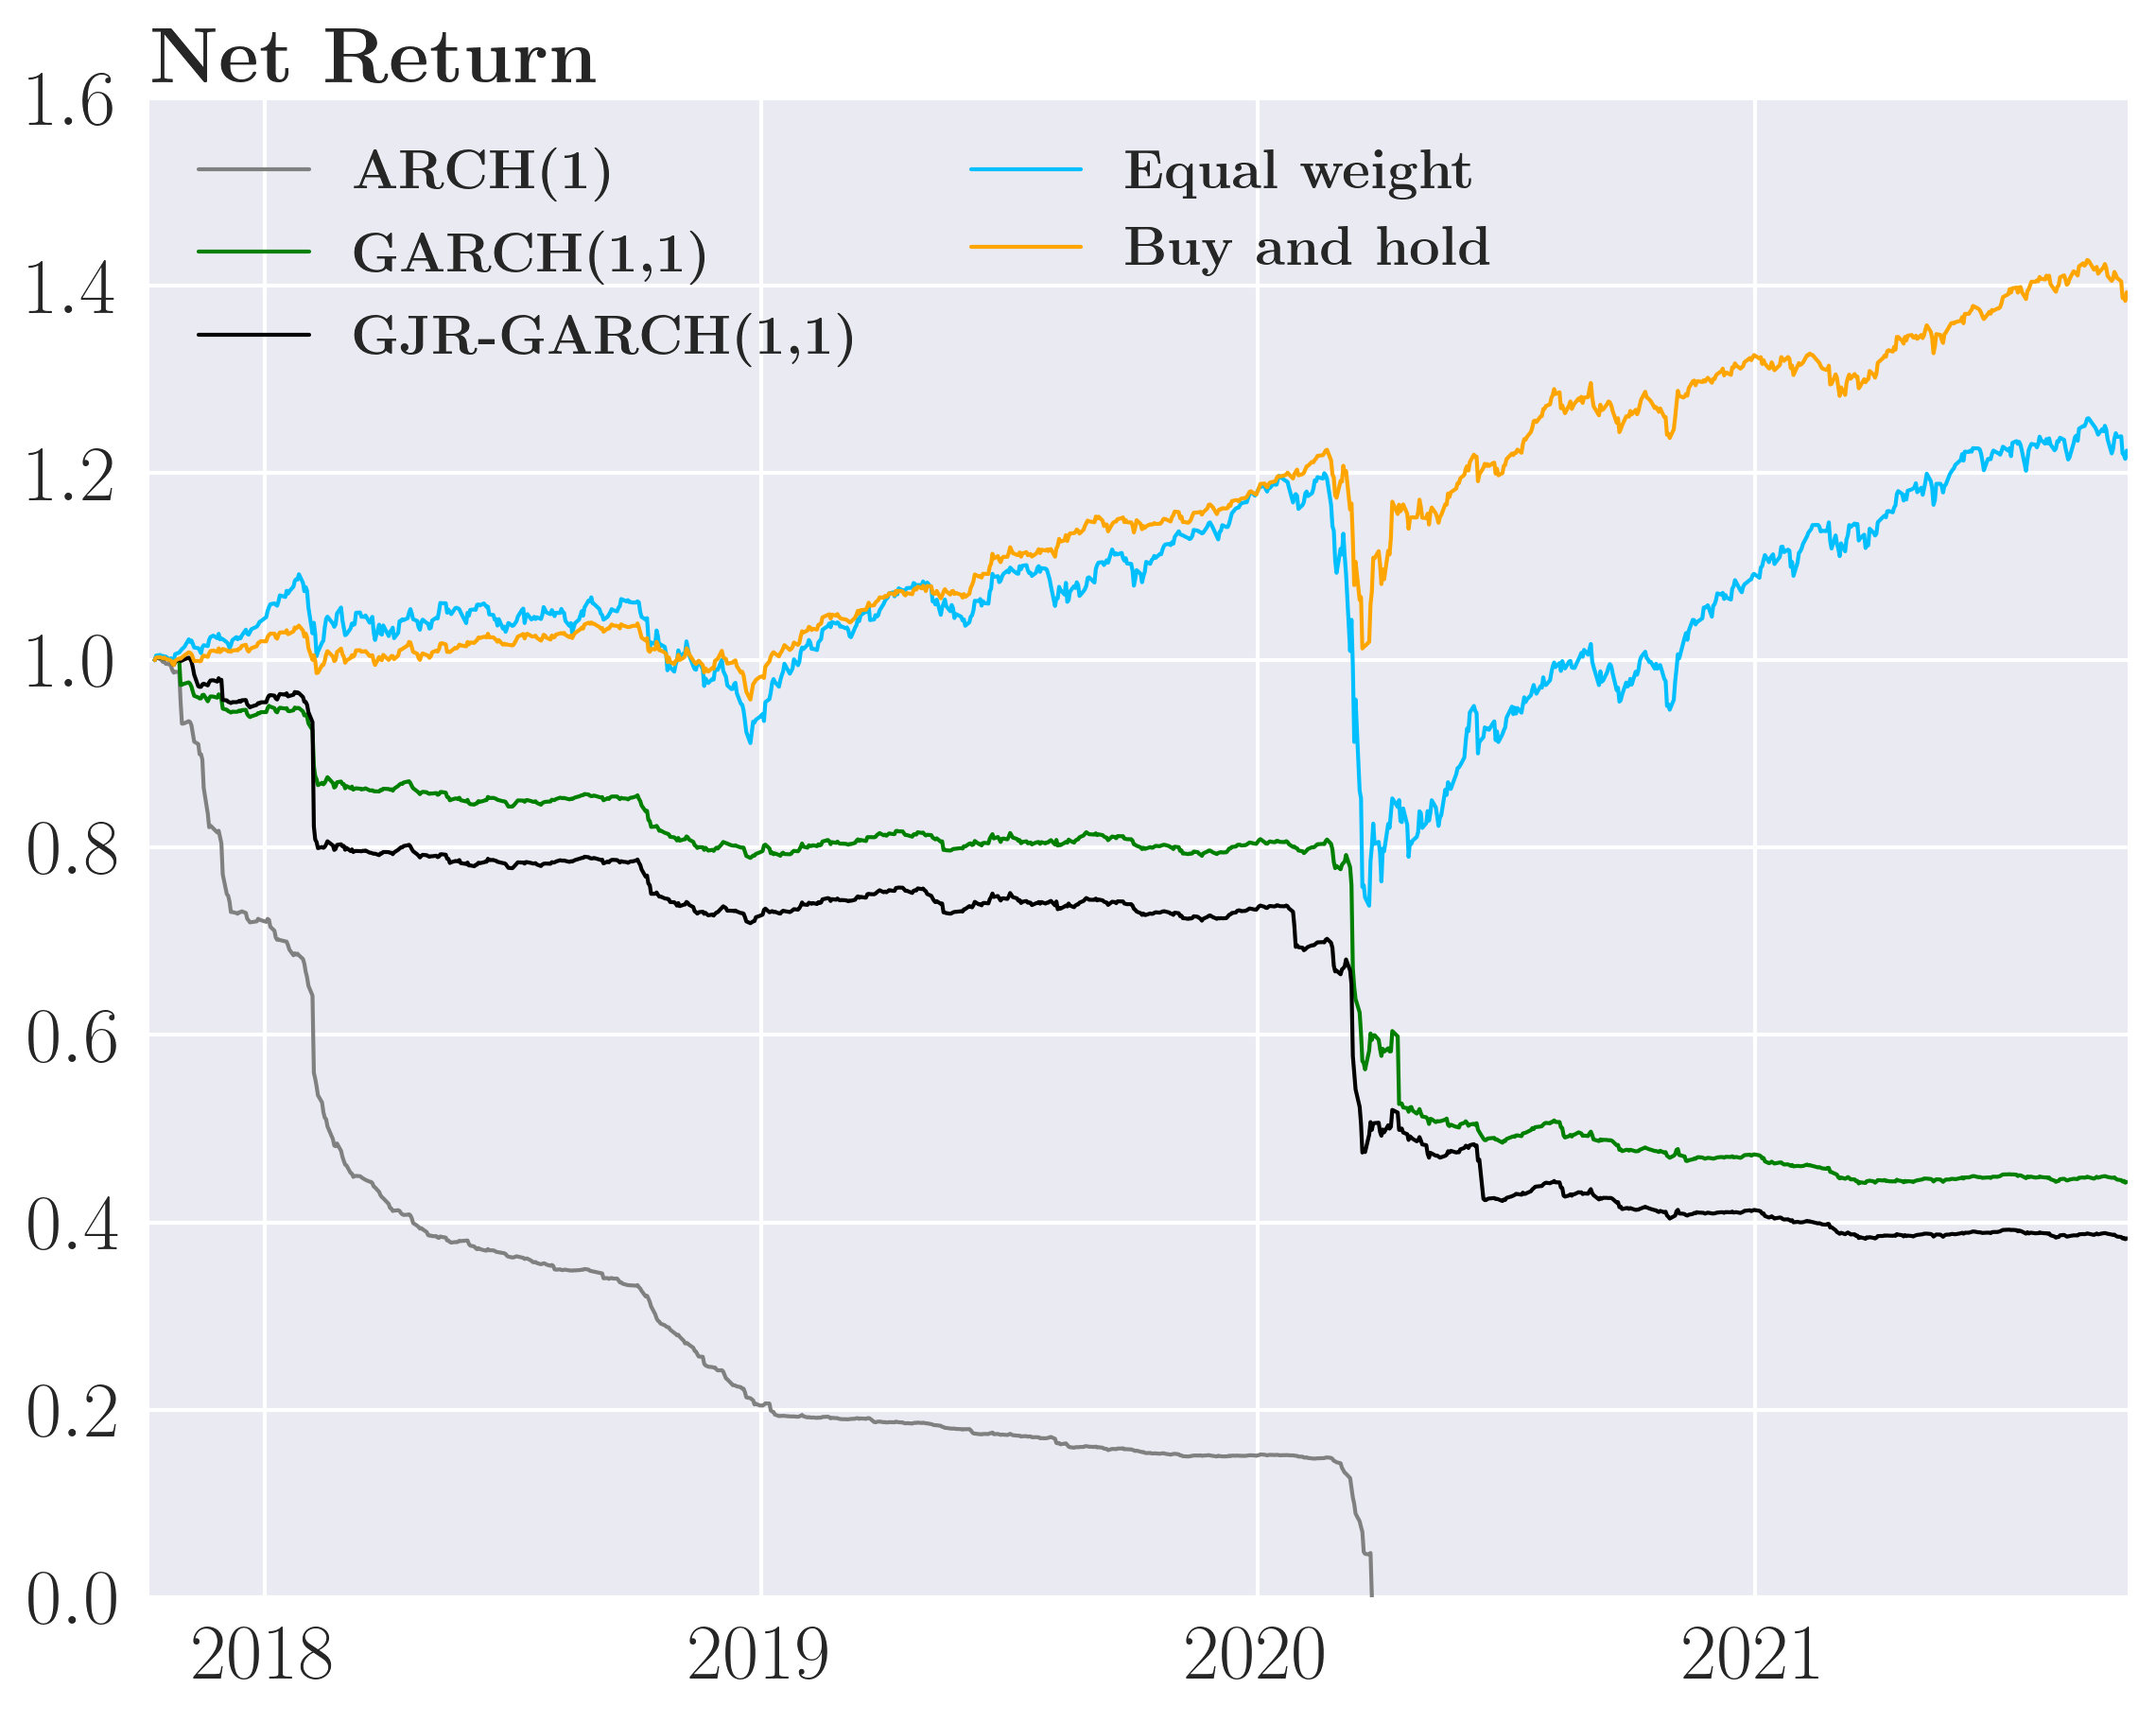 Net Return
1.6
1.4
1.2
1.0
0.8
0.6
0.4
0.2
0.0
ARCH(1)
GARCH(1,1)
GJR-GARCH(1,1)
Equal weight
Buy and hold
2018 2019 2020 2021